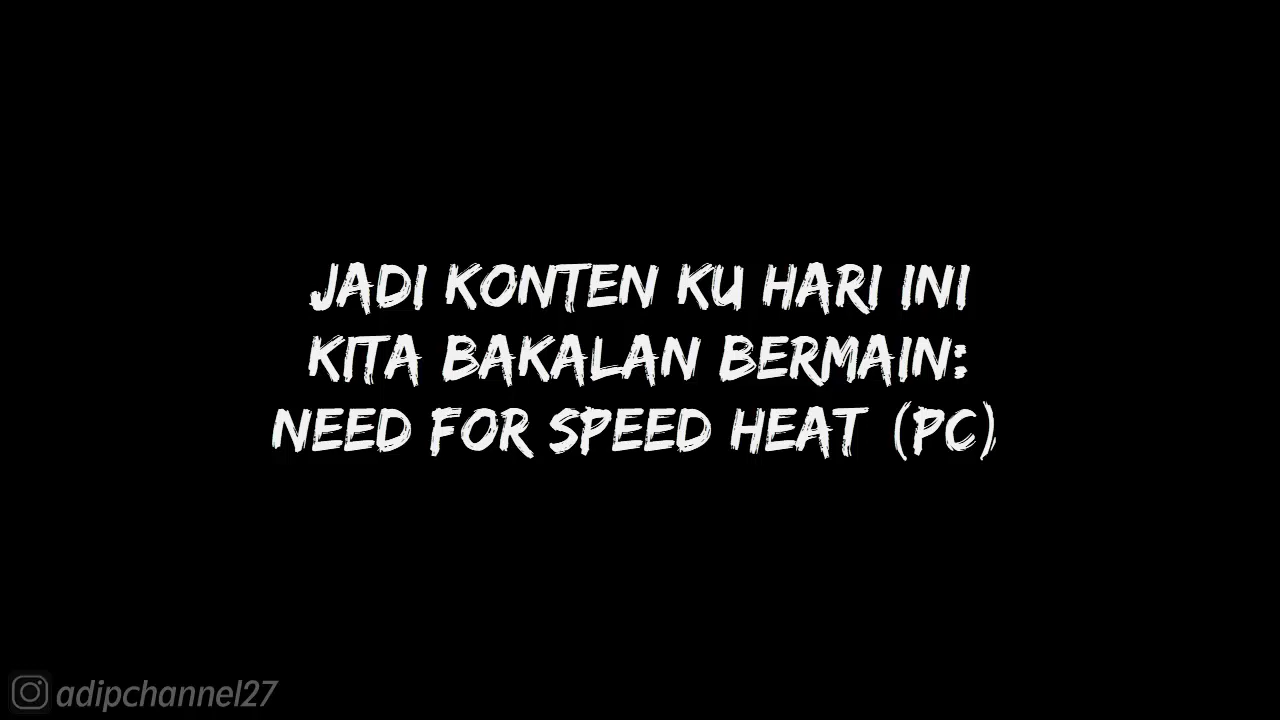 JADI KONTEN KU HARI INI
KITA BAKALAN BERMAIN:
NEED FOR SPEED HEAT (PC)
adipchannel27